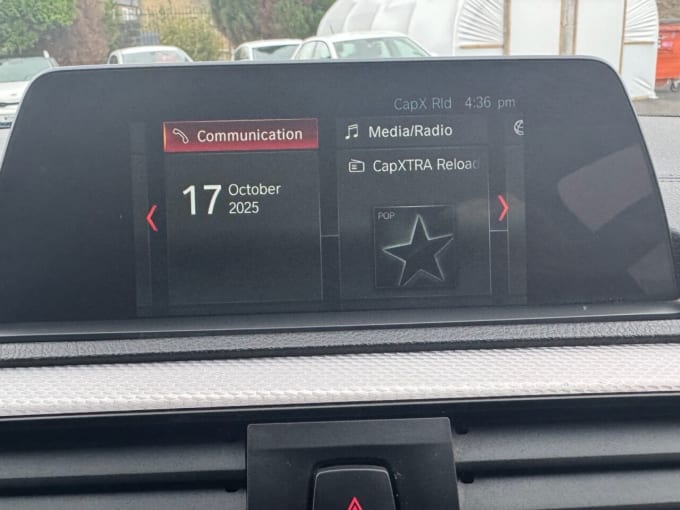 CapX Rld 4:36 pm
Communication
Media/Radio
17 October
2025
CapXTRA Reload
POP